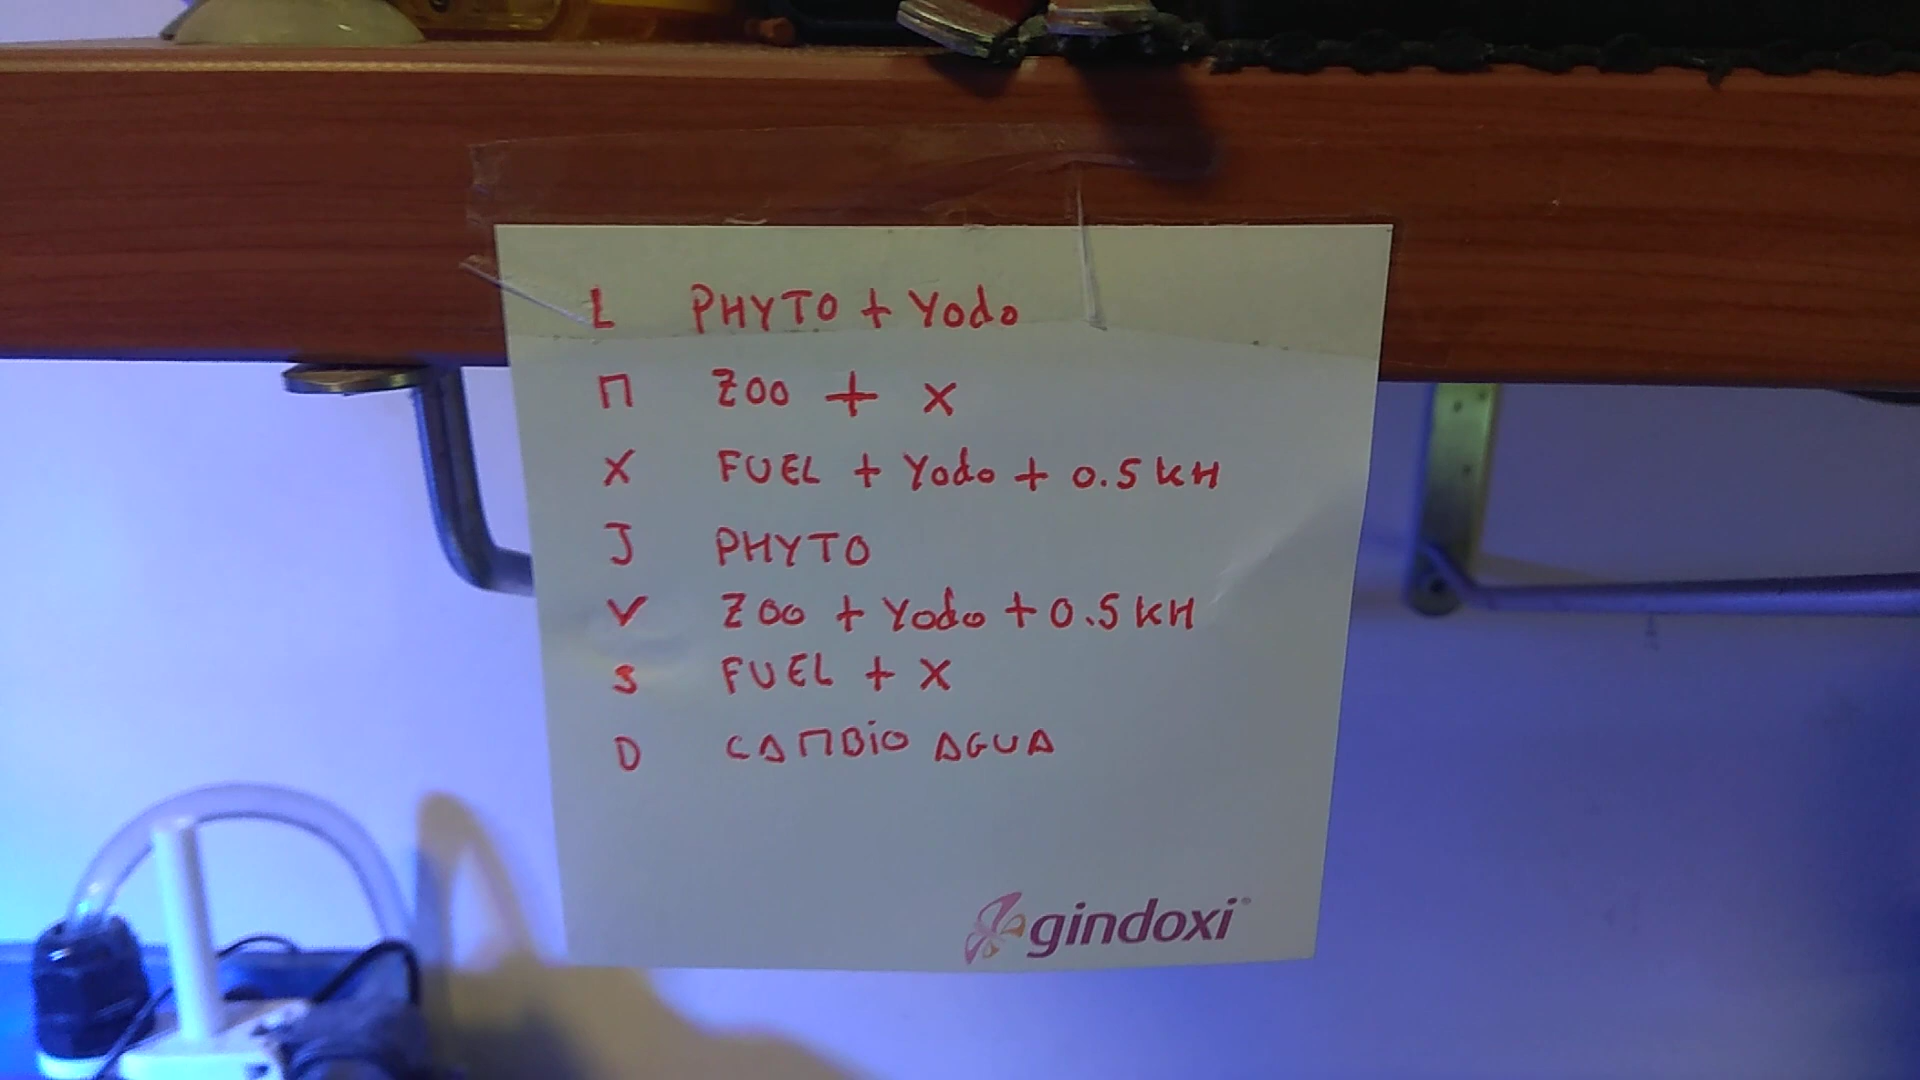 L PHYTO + Yodo
M ZOO + X
X FUEL + Yodo + 0.5 KH
J PHYTO
V ZOO + Yodo + 0.5 KH
S FUEL + X
D CAMBiO AGUA
gindoxi®